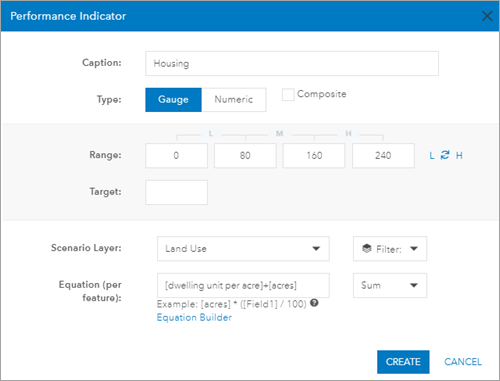 Performance Indicator
Caption: Housing
Type: Gauge Numeric Composite
L M H
Range: 0 80 160 240 L H
Target:
Scenario Layer: Land Use Filter:
Equation (per feature): [dwelling unit per acre]+[acres] Sum
Example: [acres] * ([Field1] / 100) ?
Equation Builder
CREATE CANCEL